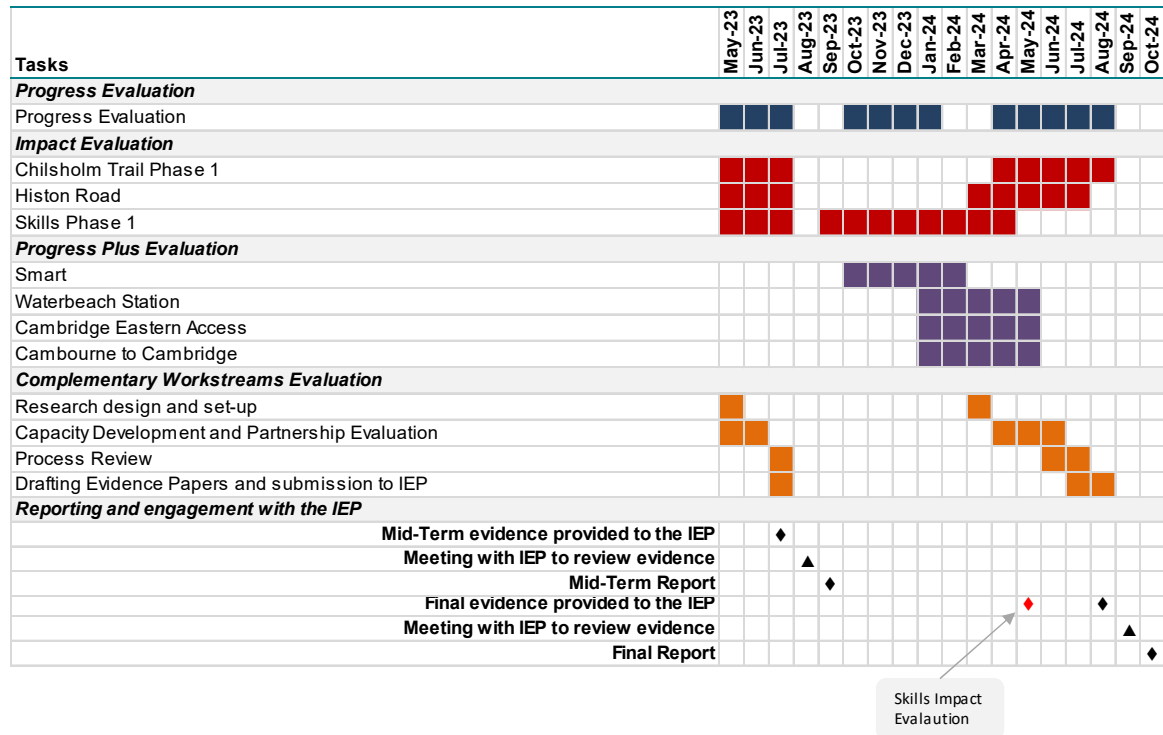 Tasks
May-23
Jun-23
Jul-23
Aug-23
Sep-23
Oct-23
Nov-23
Dec-23
Jan-24
Feb-24
Mar-24
Apr-24
May-24
Jun-24
Jul-24
Aug-24
Sep-24
Oct-24
Progress Evaluation
Progress Evaluation
Impact Evaluation
Chilsholm Trail Phase 1
Histon Road
Skills Phase 1
Progress Plus Evaluation
Smart
Waterbeach Station
Cambridge Eastern Access
Cambourne to Cambridge
Complementary Workstreams Evaluation
Research design and set-up
Capacity Development and Partnership Evaluation
Process Review
Drafting Evidence Papers and submission to IEP
Reporting and engagement with the IEP
Mid-Term evidence provided to the IEP
Meeting with IEP to review evidence
Mid-Term Report
Final evidence provided to the IEP
Meeting with IEP to review evidence
Final Report
Skills Impact
Evalaution